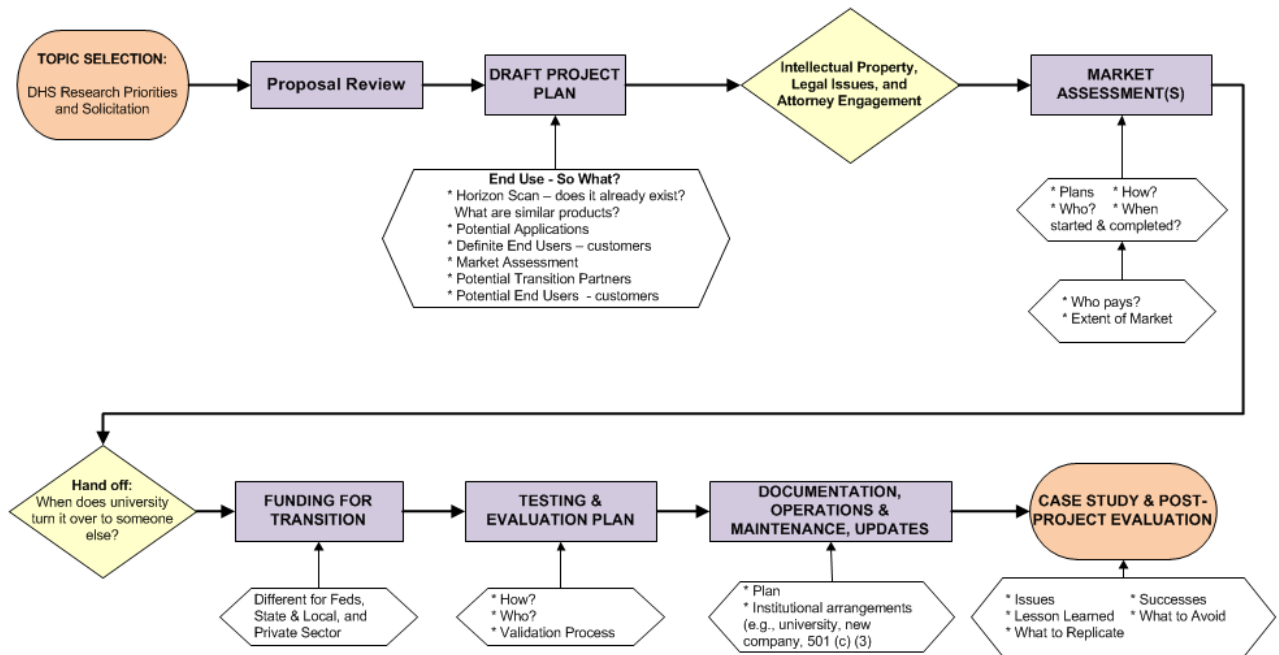 TOPIC SELECTION:
DHS Research Priorities
and Solicitation
Proposal Review
DRAFT PROJECT
PLAN
Intellectual Property,
Legal Issues, and
Attorney Engagement
MARKET
ASSESSMENT(S)
End Use - So What?
* Horizon Scan – does it already exist?
What are similar products?
* Potential Applications
* Definite End Users – customers
* Market Assessment
* Potential Transition Partners
* Potential End Users - customers
* Plans * How?
* Who? * When
started & completed?
* Who pays?
* Extent of Market
Hand off:
When does university
turn it over to someone
else?
FUNDING FOR
TRANSITION
TESTING &
EVALUATION PLAN
DOCUMENTATION,
OPERATIONS &
MAINTENANCE, UPDATES
CASE STUDY & POST-
PROJECT EVALUATION
Different for Feds,
State & Local, and
Private Sector
* How?
* Who?
* Validation Process
* Plan
* Institutional arrangements
(e.g., university, new
company, 501 (c) (3)
* Issues * Successes
* Lesson Learned * What to Avoid
* What to Replicate